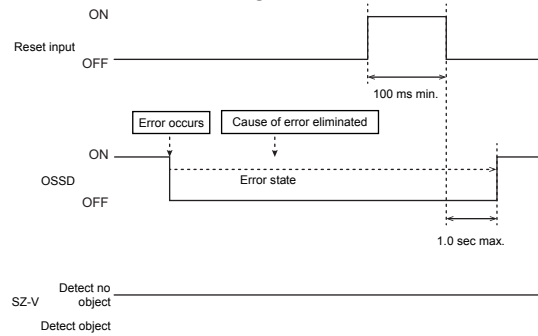 ON
Reset input
OFF
100 ms min.
Error occurs
Cause of error eliminated
ON
Error state
OSSD
OFF
1.0 sec max.
Detect no
object
SZ-V
Detect object